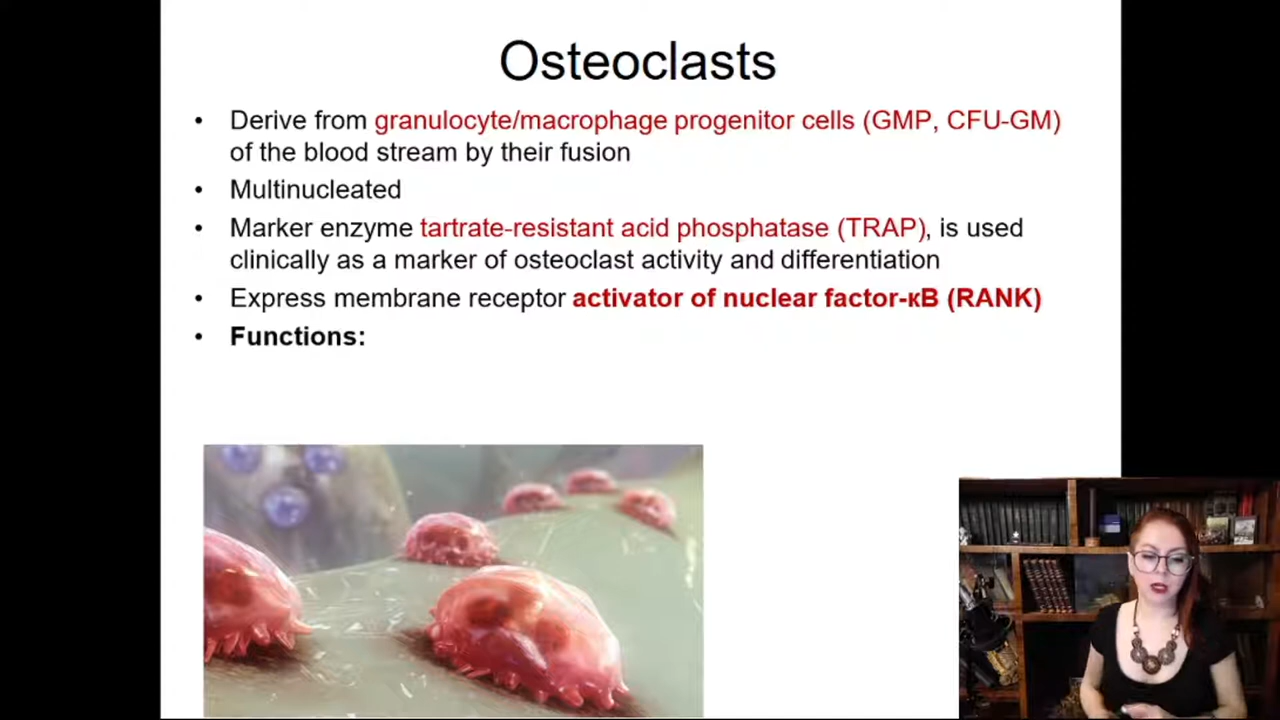 Osteoclasts
• Derive from granulocyte/macrophage progenitor cells (GMP, CFU-GM)
of the blood stream by their fusion
• Multinucleated
• Marker enzyme tartrate-resistant acid phosphatase (TRAP), is used
clinically as a marker of osteoclast activity and differentiation
• Express membrane receptor activator of nuclear factor-κB (RANK)
• Functions: